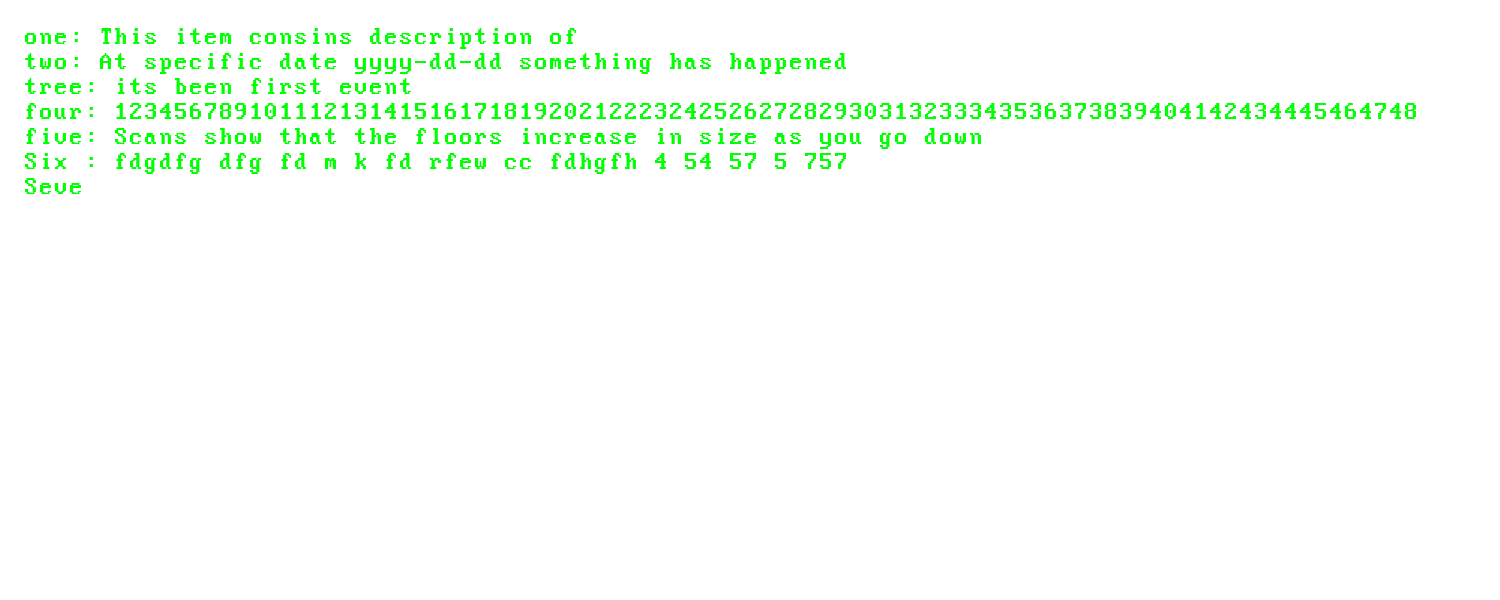 one: This item consins description of
two: At specific date yyyy-dd-dd something has happened
tree: its been first event
four: 123456789101112131415161718192021222324252627282930313233343536373839404142434445464748
five: Scans show that the floors increase in size as you go down
Six : fdgdfg dfg fd m k fd rfew cc fdhgfh 4 54 57 5 757
Seve